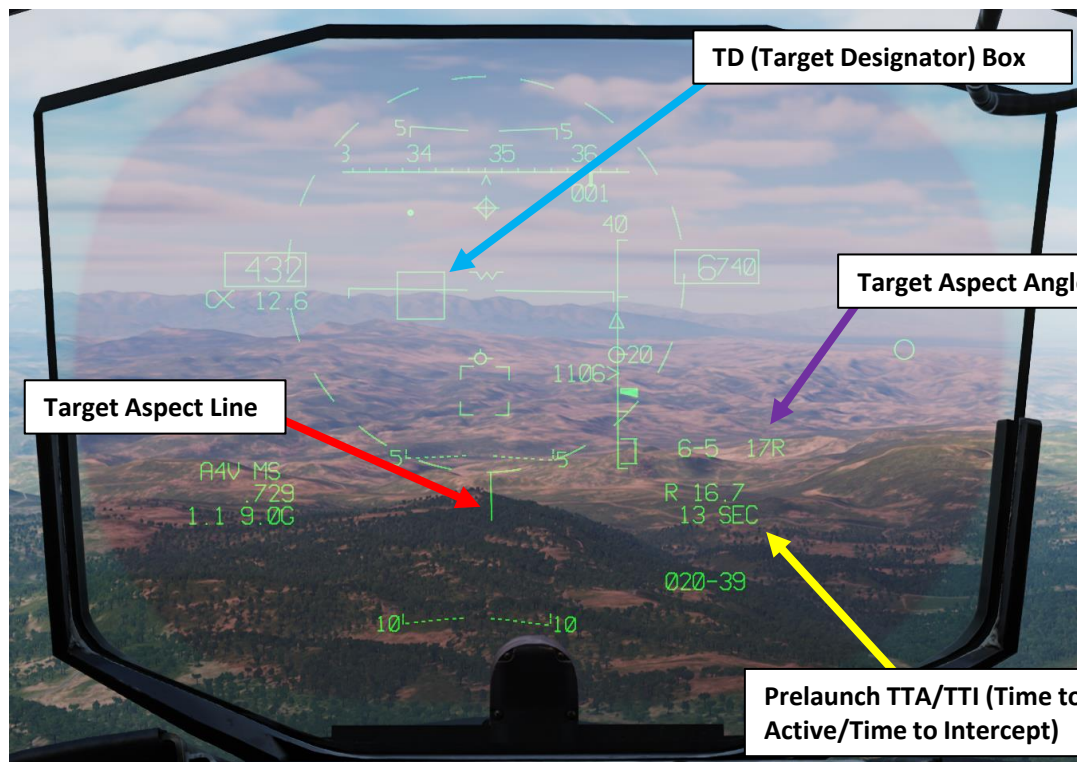 TD (Target Designator) Box
5 5
3 34 35 36
001
40
432
6740
Target Aspect Angl
α 12.6
20
1106>
Target Aspect Line
5 5
6-5 17R
A4V MS
.729
1.1 9.0G
R 16.7
13 SEC
020-39
10 10
Prelaunch TTA/TTI (Time to
Active/Time to Intercept)